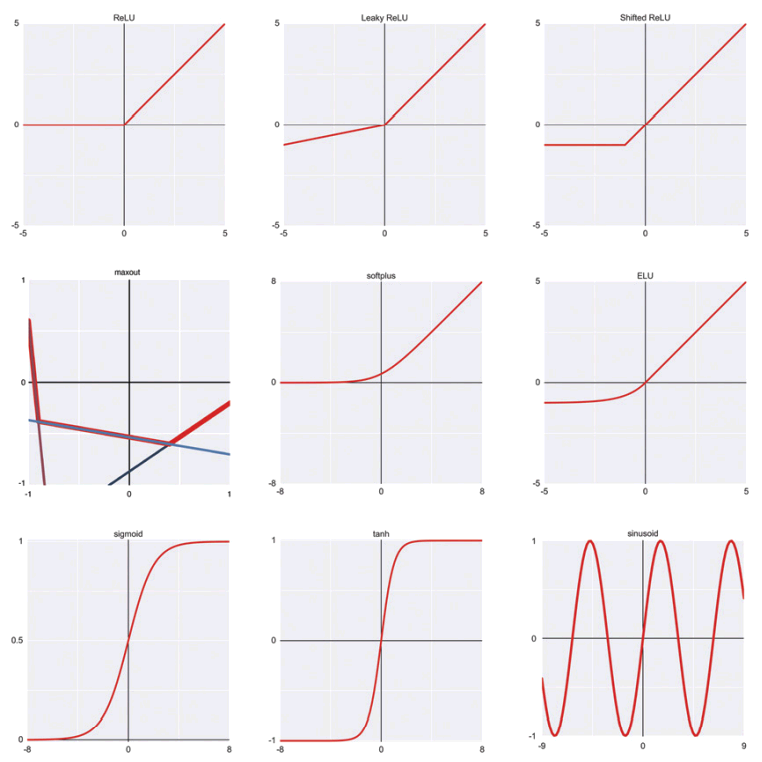 ReLU
5
0
-5
-5 0 5
Leaky ReLU
5
0
-5
-5 0 5
Shifted ReLU
5
0
-5
-5 0 5
maxout
1
0
-1
-1 0 1
softplus
8
0
-8
-8 0 8
ELU
5
0
-5
-5 0 5
sigmoid
1
0.5
0
-8 0 8
tanh
1
0
-1
-8 0 8
sinusoid
1
0
-1
-9 0 9